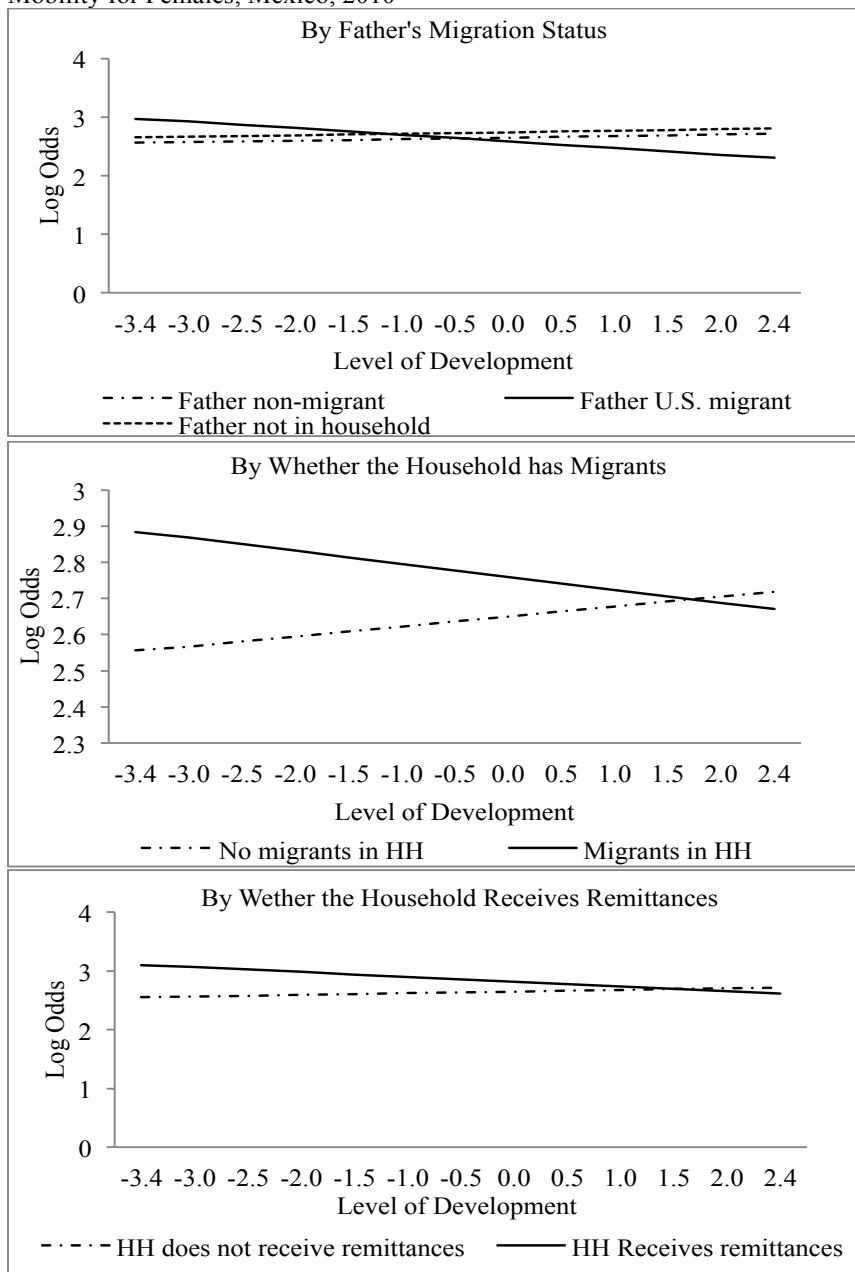 Mobility for Females, Mexico, 2010
By Father's Migration Status
4
3
2
1
0
Log Odds
-3.4 -3.0 -2.5 -2.0 -1.5 -1.0 -0.5 0.0 0.5 1.0 1.5 2.0 2.4
Level of Development
Father non-migrant Father U.S. migrant
Father not in household
By Whether the Household has Migrants
3
2.9
2.8
2.7
2.6
2.5
2.4
2.3
Log Odds
-3.4 -3.0 -2.5 -2.0 -1.5 -1.0 -0.5 0.0 0.5 1.0 1.5 2.0 2.4
Level of Development
No migrants in HH Migrants in HH
By Wether the Household Receives Remittances
4
3
2
1
0
Log Odds
-3.4 -3.0 -2.5 -2.0 -1.5 -1.0 -0.5 0.0 0.5 1.0 1.5 2.0 2.4
Level of Development
HH does not receive remittances HH Receives remittances